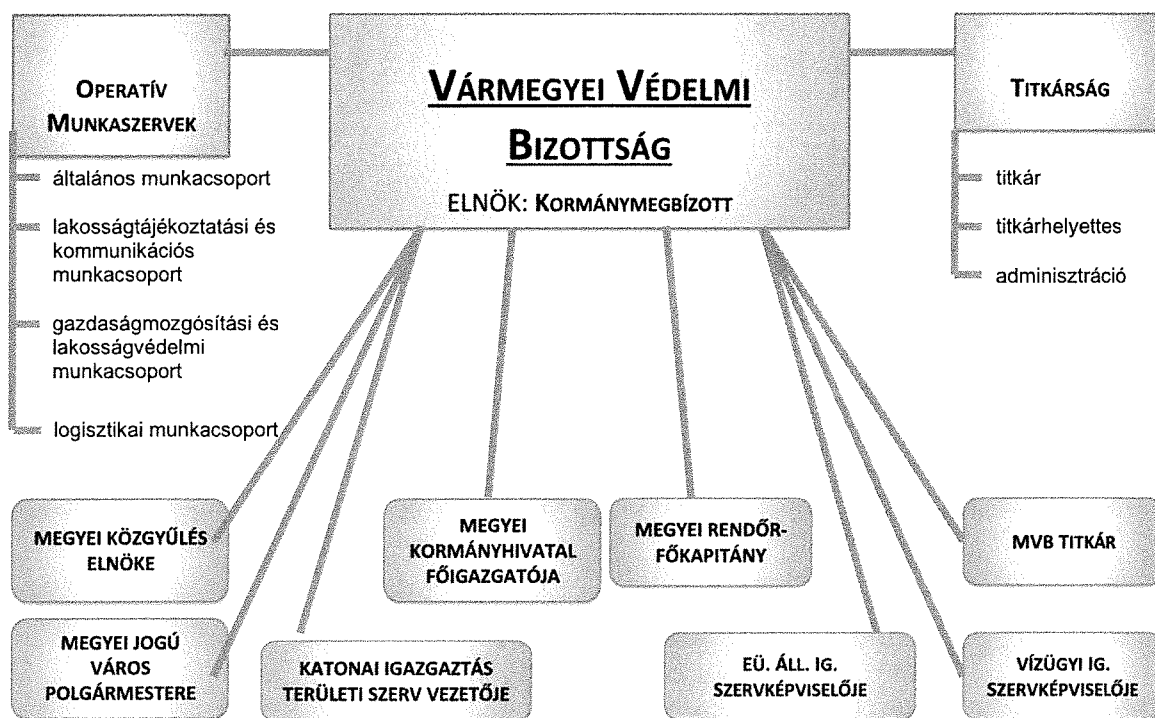 OPERATÍV
MUNKASZERVEK
általános munkacsoport
lakosságtájékoztatási és
kommunikációs
munkacsoport
gazdaságmozgósítási és
lakosságvédelmi
munkacsoport
logisztikai munkacsoport
VÁRMEGYEI VÉDELMI
BIZOTTSÁG
ELNÖK: KORMÁNYMEGBÍZOTT
TITKÁRSÁG
titkár
titkárhelyettes
adminisztráció
MEGYEI KÖZGYŰLÉS
ELNÖKE
MEGYEI
KORMÁNYHIVATAL
FŐIGAZGATÓJA
MEGYEI RENDŐR-
FŐKAPITÁNY
MVB TITKÁR
MEGYEI JOGÚ
VÁROS
POLGÁRMESTERE
KATONAI IGAZGAZTÁS
TERÜLETI SZERV VEZETŐJE
EÜ. ÁLL. IG.
SZERVKÉPVISELŐJE
VÍZÜGYI IG.
SZERVKÉPVISELŐJE